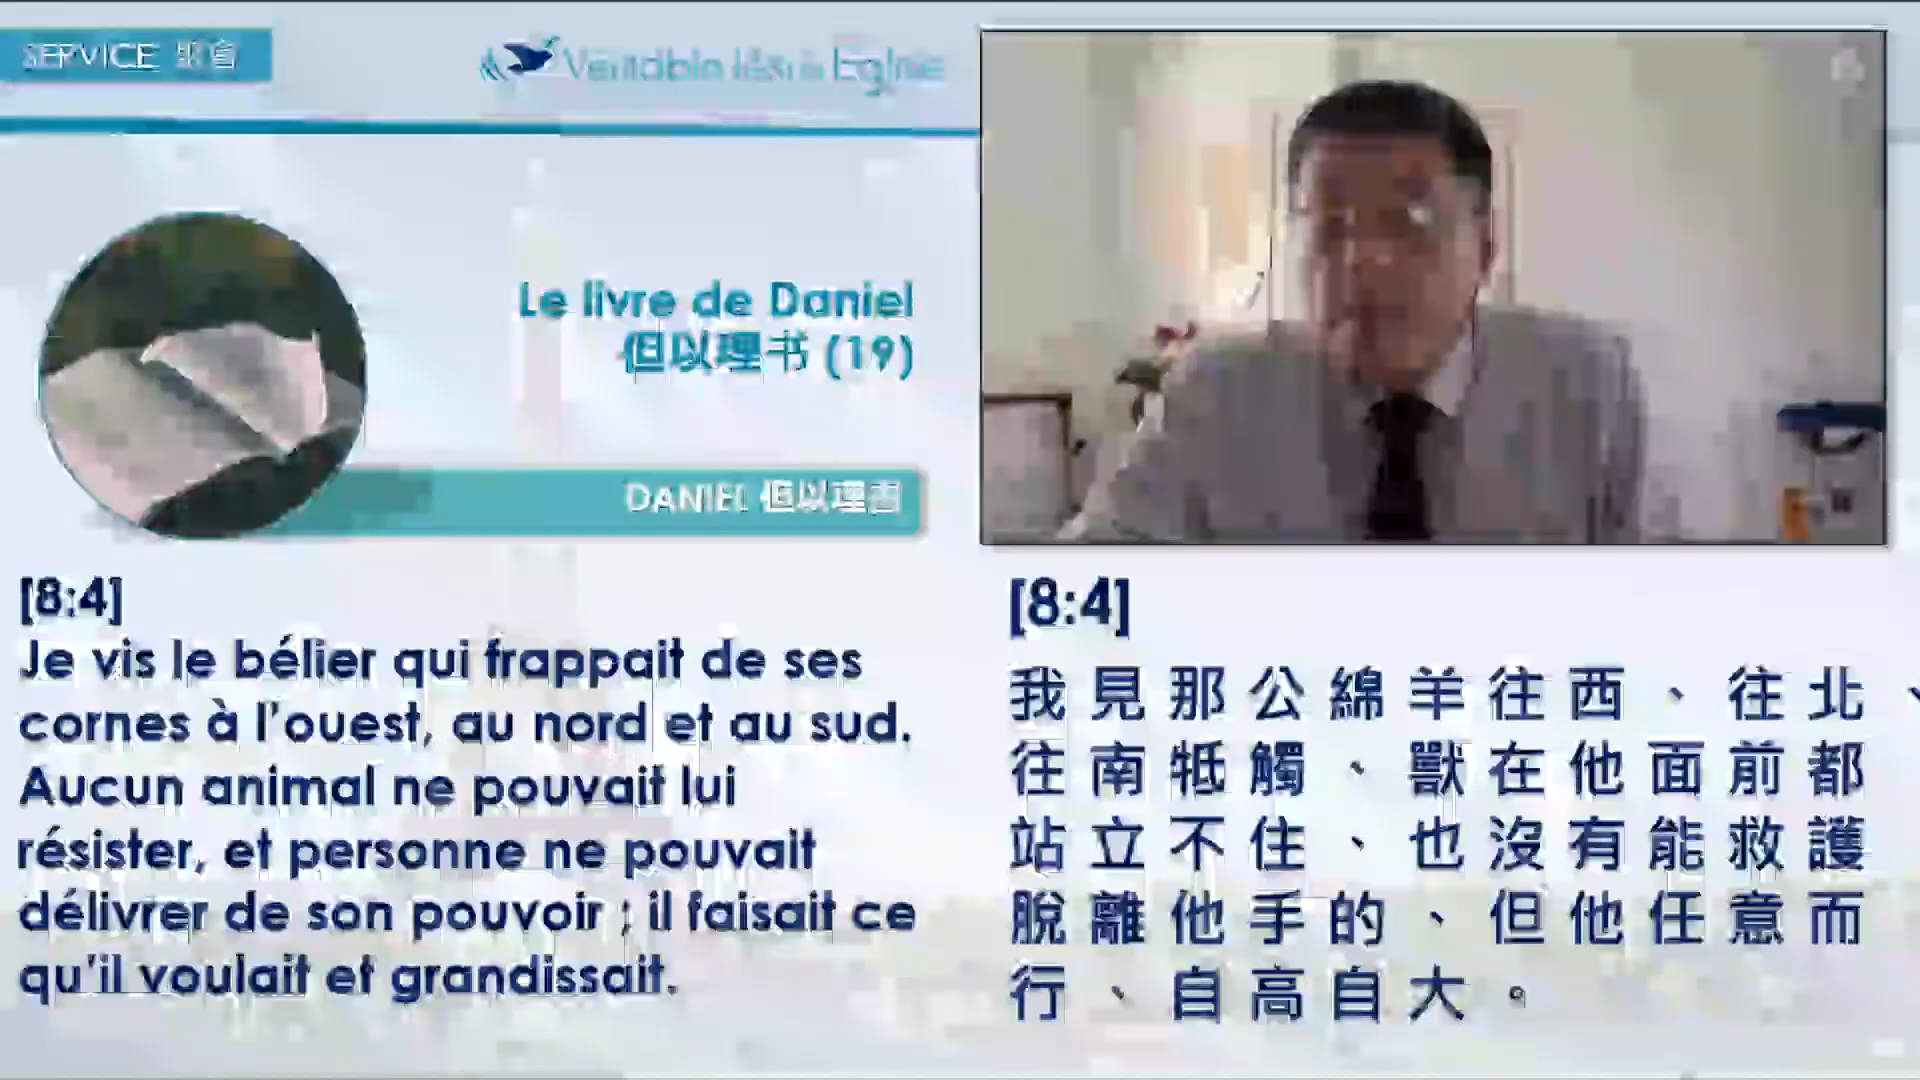 SERVICE 聚會
Véritable Jésus Eglise
Le livre de Daniel
但以理书 (19)
DANIEL 但以理書
[8:4]
Je vis le bélier qui frappait de ses
cornes à l'ouest, au nord et au sud.
Aucun animal ne pouvait lui
résister, et personne ne pouvait
délivrer de son pouvoir ; il faisait ce
qu'il voulait et grandissait.
[8:4]
我見那公綿羊往西、往北、
往南牴觸、獸在他面前都
站立不住、也沒有能救護
脫離他手的、但他任意而
行、自高自大。